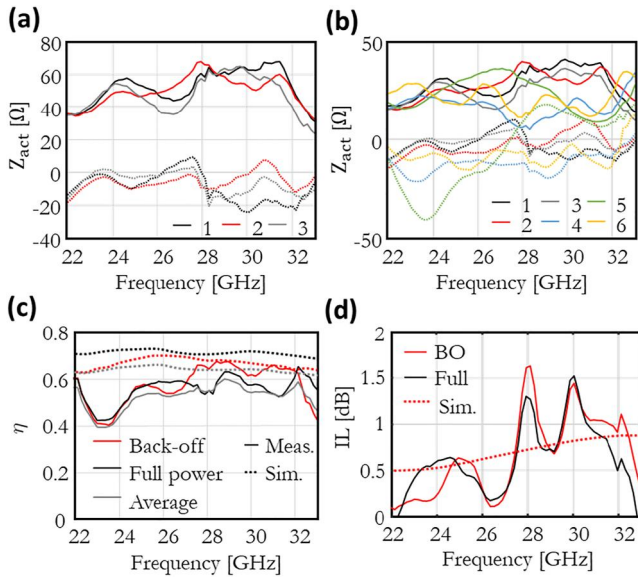 (a)
80
60
40
20
0
-20
-40
Z_act [Ω]
1 2 3
22 24 26 28 30 32
Frequency [GHz]
(b)
50
0
-50
Z_act [Ω]
1 3 5
2 4 6
22 24 26 28 30 32
Frequency [GHz]
(c)
0.8
0.6
0.4
0.2
0
η
Back-off Meas.
Full power Sim.
Average
22 24 26 28 30 32
Frequency [GHz]
(d)
2
1.5
1
0.5
0
IL [dB]
BO
Full
Sim.
22 24 26 28 30 32
Frequency [GHz]